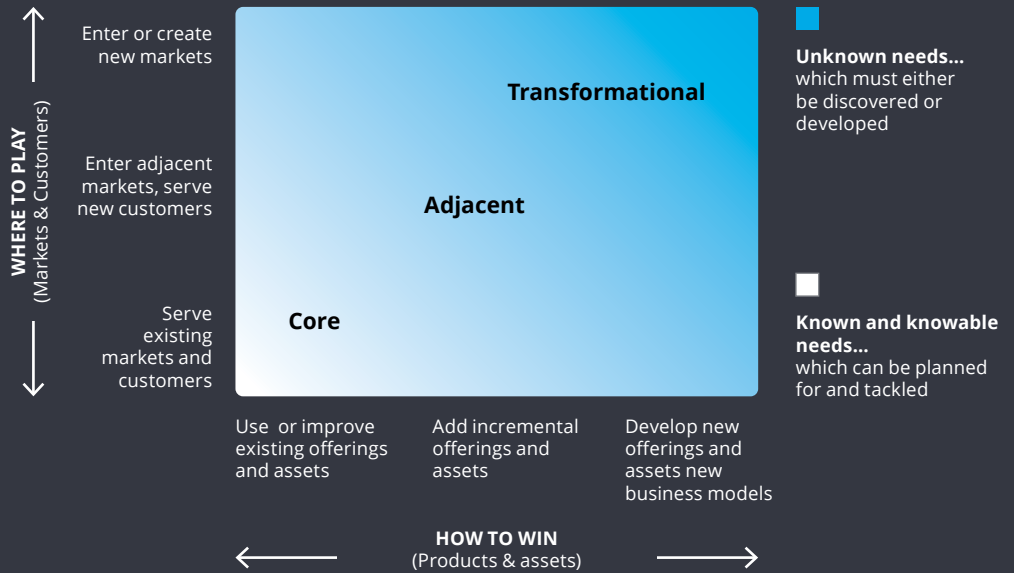 WHERE TO PLAY
(Markets & Customers)
Enter or create
new markets
Enter adjacent
markets, serve
new customers
Serve
existing
markets and
customers
Transformational
Adjacent
Core
Unknown needs...
which must either
be discovered or
developed
Known and knowable
needs...
which can be planned
for and tackled
Use or improve
existing offerings
and assets
Add incremental
offerings and
assets
Develop new
offerings and
assets new
business models
HOW TO WIN
(Products & assets)